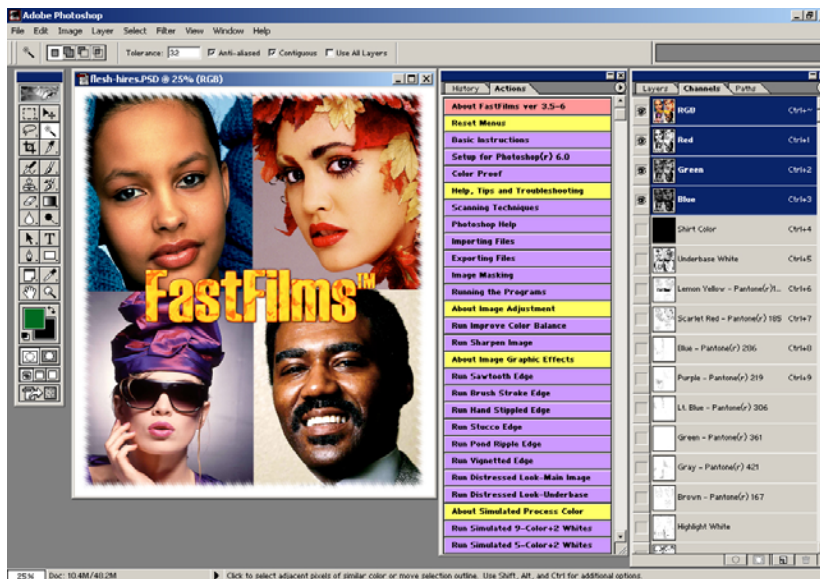 Adobe Photoshop
File Edit Image Layer Select Filter View Window Help
Tolerance: 32 Anti-aliased Contiguous Use All Layers
flesh-hires.PSD @ 25% (RGB)
FastFilms™
History Actions
About FastFilms ver 3.5-6
Reset Menus
Basic Instructions
Setup for Photoshop(r) 6.0
Color Proof
Help, Tips and Troubleshooting
Scanning Techniques
Photoshop Help
Importing Files
Exporting Files
Image Masking
Running the Programs
About Image Adjustment
Run Improve Color Balance
Run Sharpen Image
About Image Graphic Effects
Run Sawtooth Edge
Run Brush Stroke Edge
Run Hand Stippled Edge
Run Stucco Edge
Run Pond Ripple Edge
Run Vignetted Edge
Run Distressed Look-Main Image
Run Distressed Look-Underbase
About Simulated Process Color
Run Simulated 9-Color+2 Whites
Run Simulated 5-Color+2 Whites
Layers Channels Paths
RGB Ctrl+~
Red Ctrl+1
Green Ctrl+2
Blue Ctrl+3
Shirt Color Ctrl+4
Underbase White Ctrl+5
Lemon Yellow - Pantone(r)1... Ctrl+6
Scarlet Red - Pantone(r) 185 Ctrl+7
Blue - Pantone(r) 286 Ctrl+8
Purple - Pantone(r) 219 Ctrl+9
Lt. Blue - Pantone(r) 306
Green - Pantone(r) 361
Gray - Pantone(r) 421
Brown - Pantone(r) 167
Highlight White
25% Doc: 10.4M/48.2M Click to select adjacent pixels of similar color or move selection outline. Use Shift, Alt, and Ctrl for additional options.